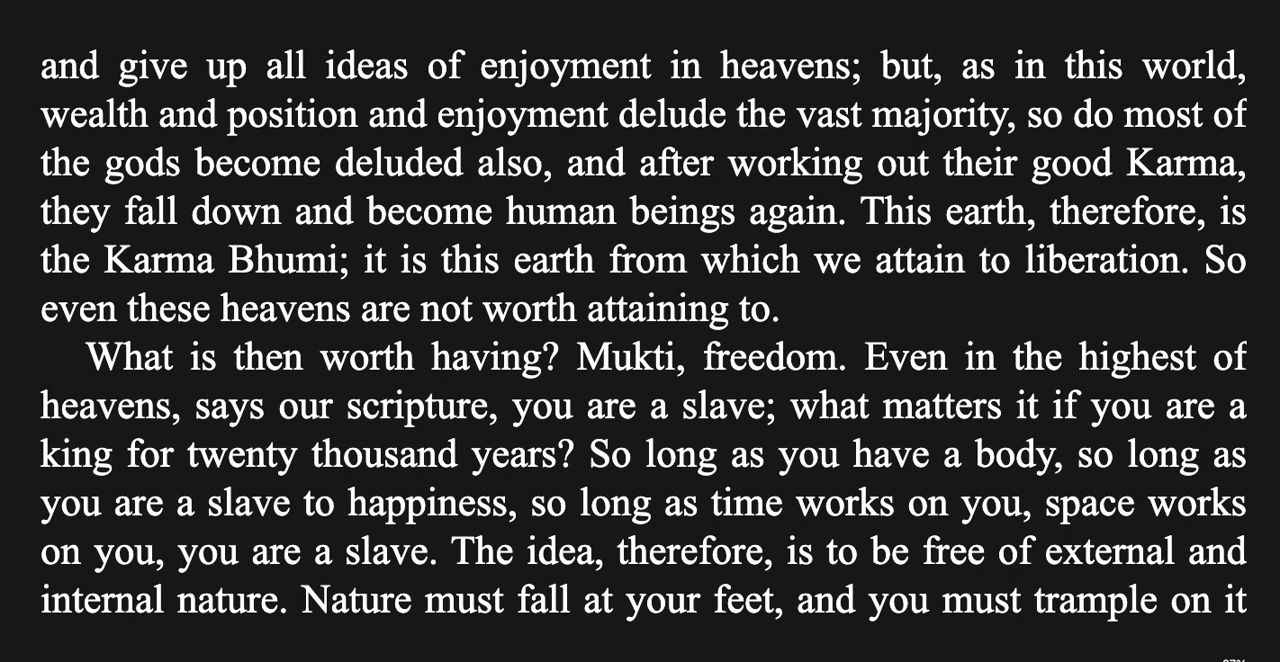 and give up all ideas of enjoyment in heavens; but, as in this world,
wealth and position and enjoyment delude the vast majority, so do most of
the gods become deluded also, and after working out their good Karma,
they fall down and become human beings again. This earth, therefore, is
the Karma Bhumi; it is this earth from which we attain to liberation. So
even these heavens are not worth attaining to.
What is then worth having? Mukti, freedom. Even in the highest of
heavens, says our scripture, you are a slave; what matters it if you are a
king for twenty thousand years? So long as you have a body, so long as
you are a slave to happiness, so long as time works on you, space works
on you, you are a slave. The idea, therefore, is to be free of external and
internal nature. Nature must fall at your feet, and you must trample on it